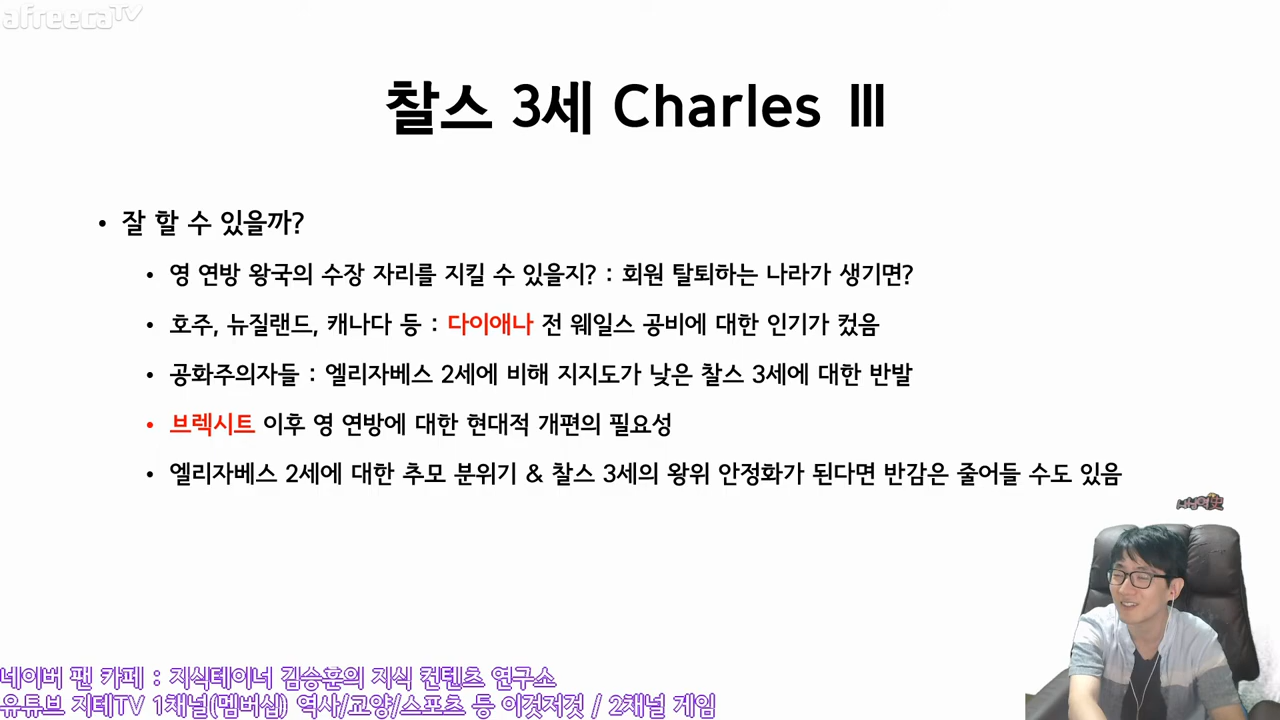 afreecaTV
찰스 3세 Charles Ⅲ
• 잘 할 수 있을까?
• 영 연방 왕국의 수장 자리를 지킬 수 있을지? : 회원 탈퇴하는 나라가 생기면?
• 호주, 뉴질랜드, 캐나다 등 : 다이애나 전 웨일스 공비에 대한 인기가 컸음
• 공화주의자들 : 엘리자베스 2세에 비해 지지도가 낮은 찰스 3세에 대한 반발
• 브렉시트 이후 영 연방에 대한 현대적 개편의 필요성
• 엘리자베스 2세에 대한 추모 분위기 & 찰스 3세의 왕위 안정화가 된다면 반감은 줄어들 수도 있음
네이버 팬 카페 : 지식테이너 김승훈의 지식 컨텐츠 연구소
유튜브 지테TV 1채널(멤버십) 역사/교양/스포츠 등 이것저것 / 2채널 게임